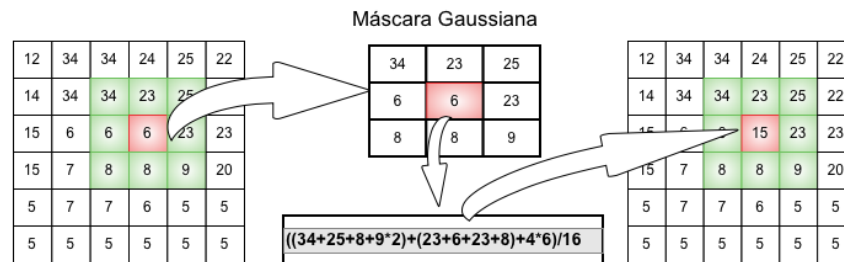 Máscara Gaussiana
12 34 34 24 25 22
14 34 34 23 25
15 6 6 6 23 23
15 7 8 8 9 20
5 7 7 6 5 5
5 5 5 5 5 5
34 23 25
6 6 23
8 8 9
((34+25+8+9*2)+(23+6+23+8)+4*6)/16
12 34 34 24 25 22
14 34 34 23 25 22
15 15 23 23
15 7 8 8 9 20
5 7 7 6 5 5
5 5 5 5 5 5